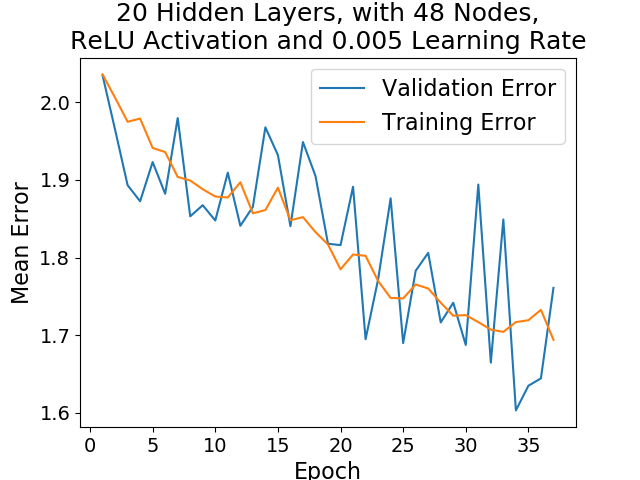 20 Hidden Layers, with 48 Nodes,
ReLU Activation and 0.005 Learning Rate
Validation Error
Training Error
Mean Error
2.0
1.9
1.8
1.7
1.6
0 5 10 15 20 25 30 35
Epoch